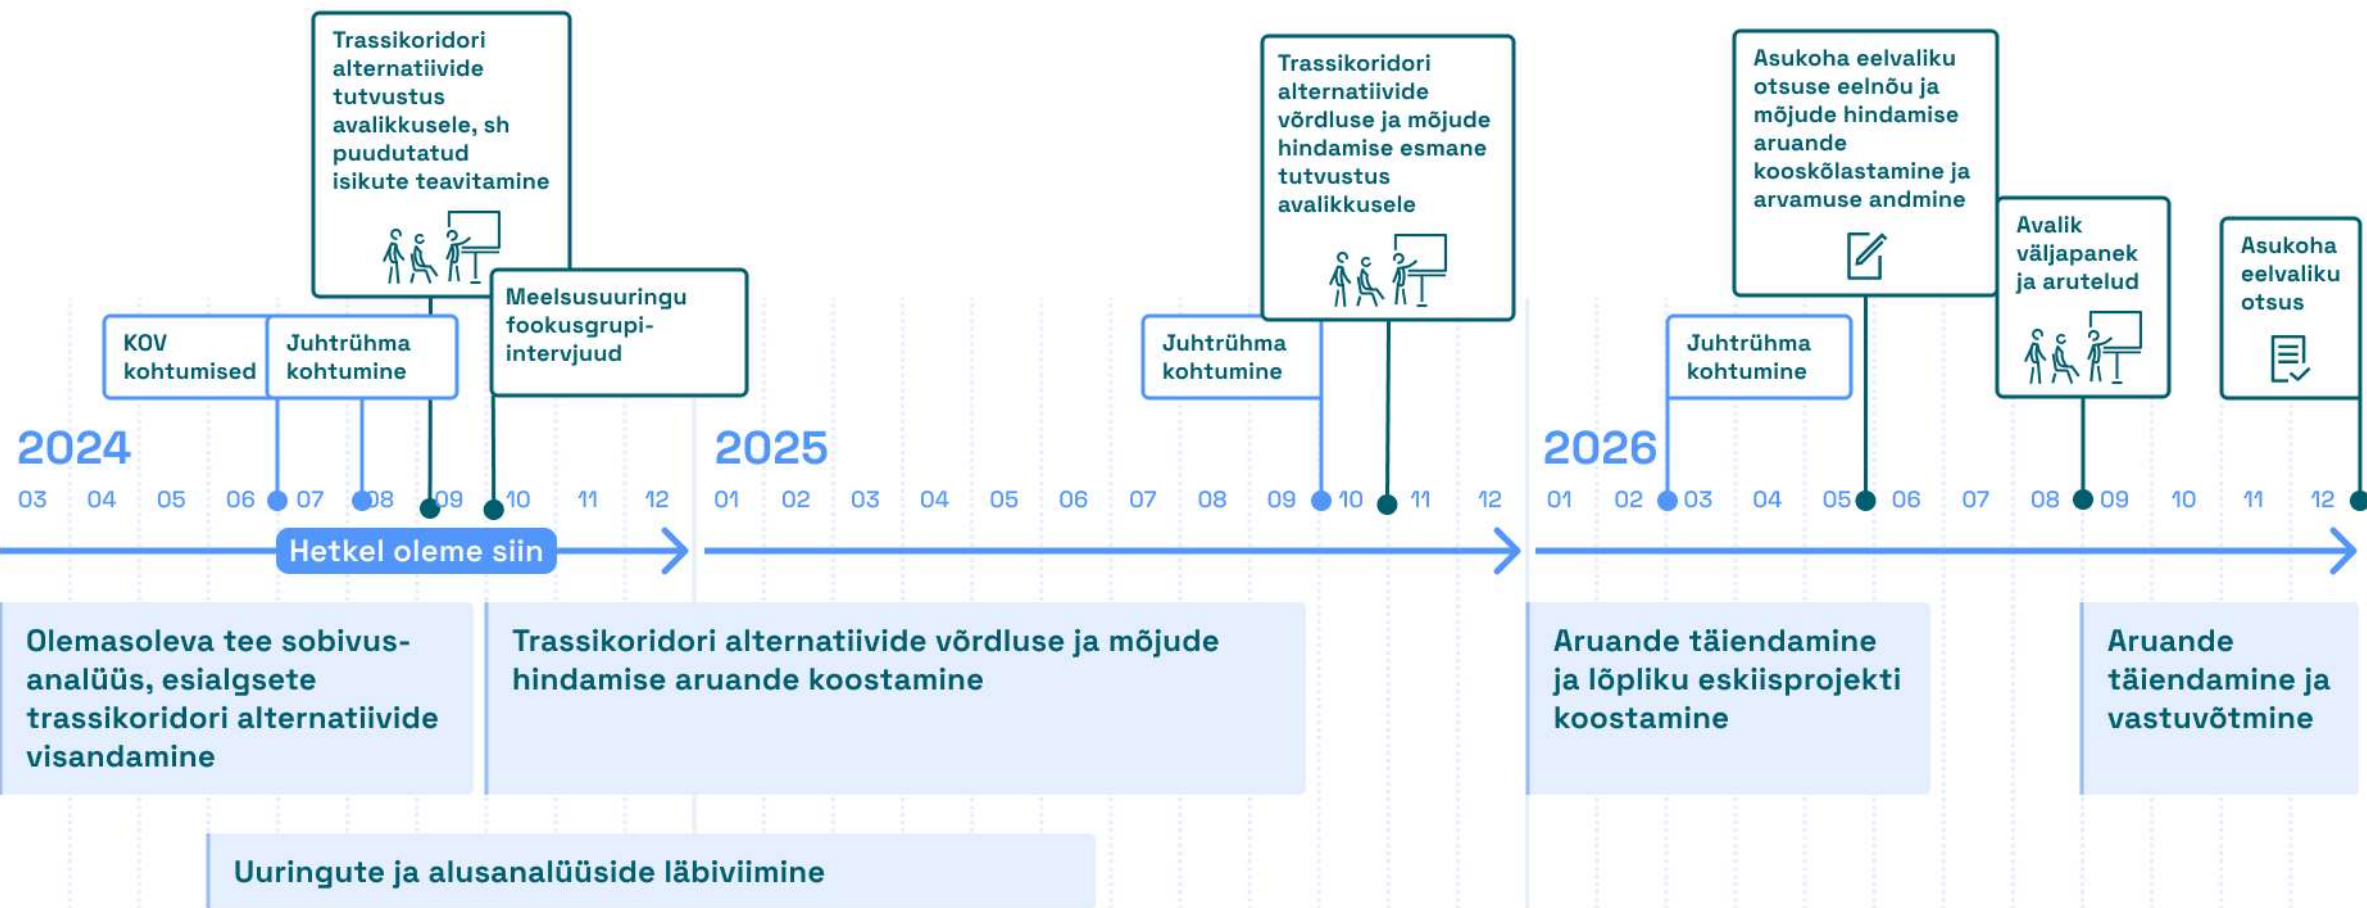 Trassikoridori
alternatiivide
tutvustus
avalikkusele, sh
puudutatud
isikute teavitamine
KOV
kohtumised
Juhtrühma
kohtumine
Meelsusuuringu
fookusgrupi-
intervjuud
Juhtrühma
kohtumine
Trassikoridori
alternatiivide
võrdluse ja mõjude
hindamise esmane
tutvustus
avalikkusele
Juhtrühma
kohtumine
Asukoha eelvaliku
otsuse eelnõu ja
mõjude hindamise
aruande
kooskõlastamine ja
arvamuse andmine
Avalik
väljapanek
ja arutelud
Asukoha
eelvaliku
otsus
2024
03 04 05 06 07 08 09 10 11 12
2025
01 02 03 04 05 06 07 08 09 10 11 12
2026
01 02 03 04 05 06 07 08 09 10 11 12
Hetkel oleme siin
Olemasoleva tee sobivus-
analüüs, esialgsete
trassikoridori alternatiivide
visandamine
Trassikoridori alternatiivide võrdluse ja mõjude
hindamise aruande koostamine
Aruande täiendamine
ja lõpliku eskiisprojekti
koostamine
Aruande
täiendamine ja
vastuvõtmine
Uuringute ja alusanalüüside läbiviimine